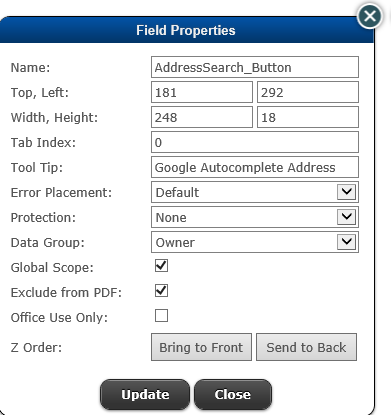 Field Properties
Name: AddressSearch_Button
Top, Left: 181 292
Width, Height: 248 18
Tab Index: 0
Tool Tip: Google Autocomplete Address
Error Placement: Default
Protection: None
Data Group: Owner
Global Scope:
Exclude from PDF:
Office Use Only:
Z Order: Bring to Front Send to Back
Update Close